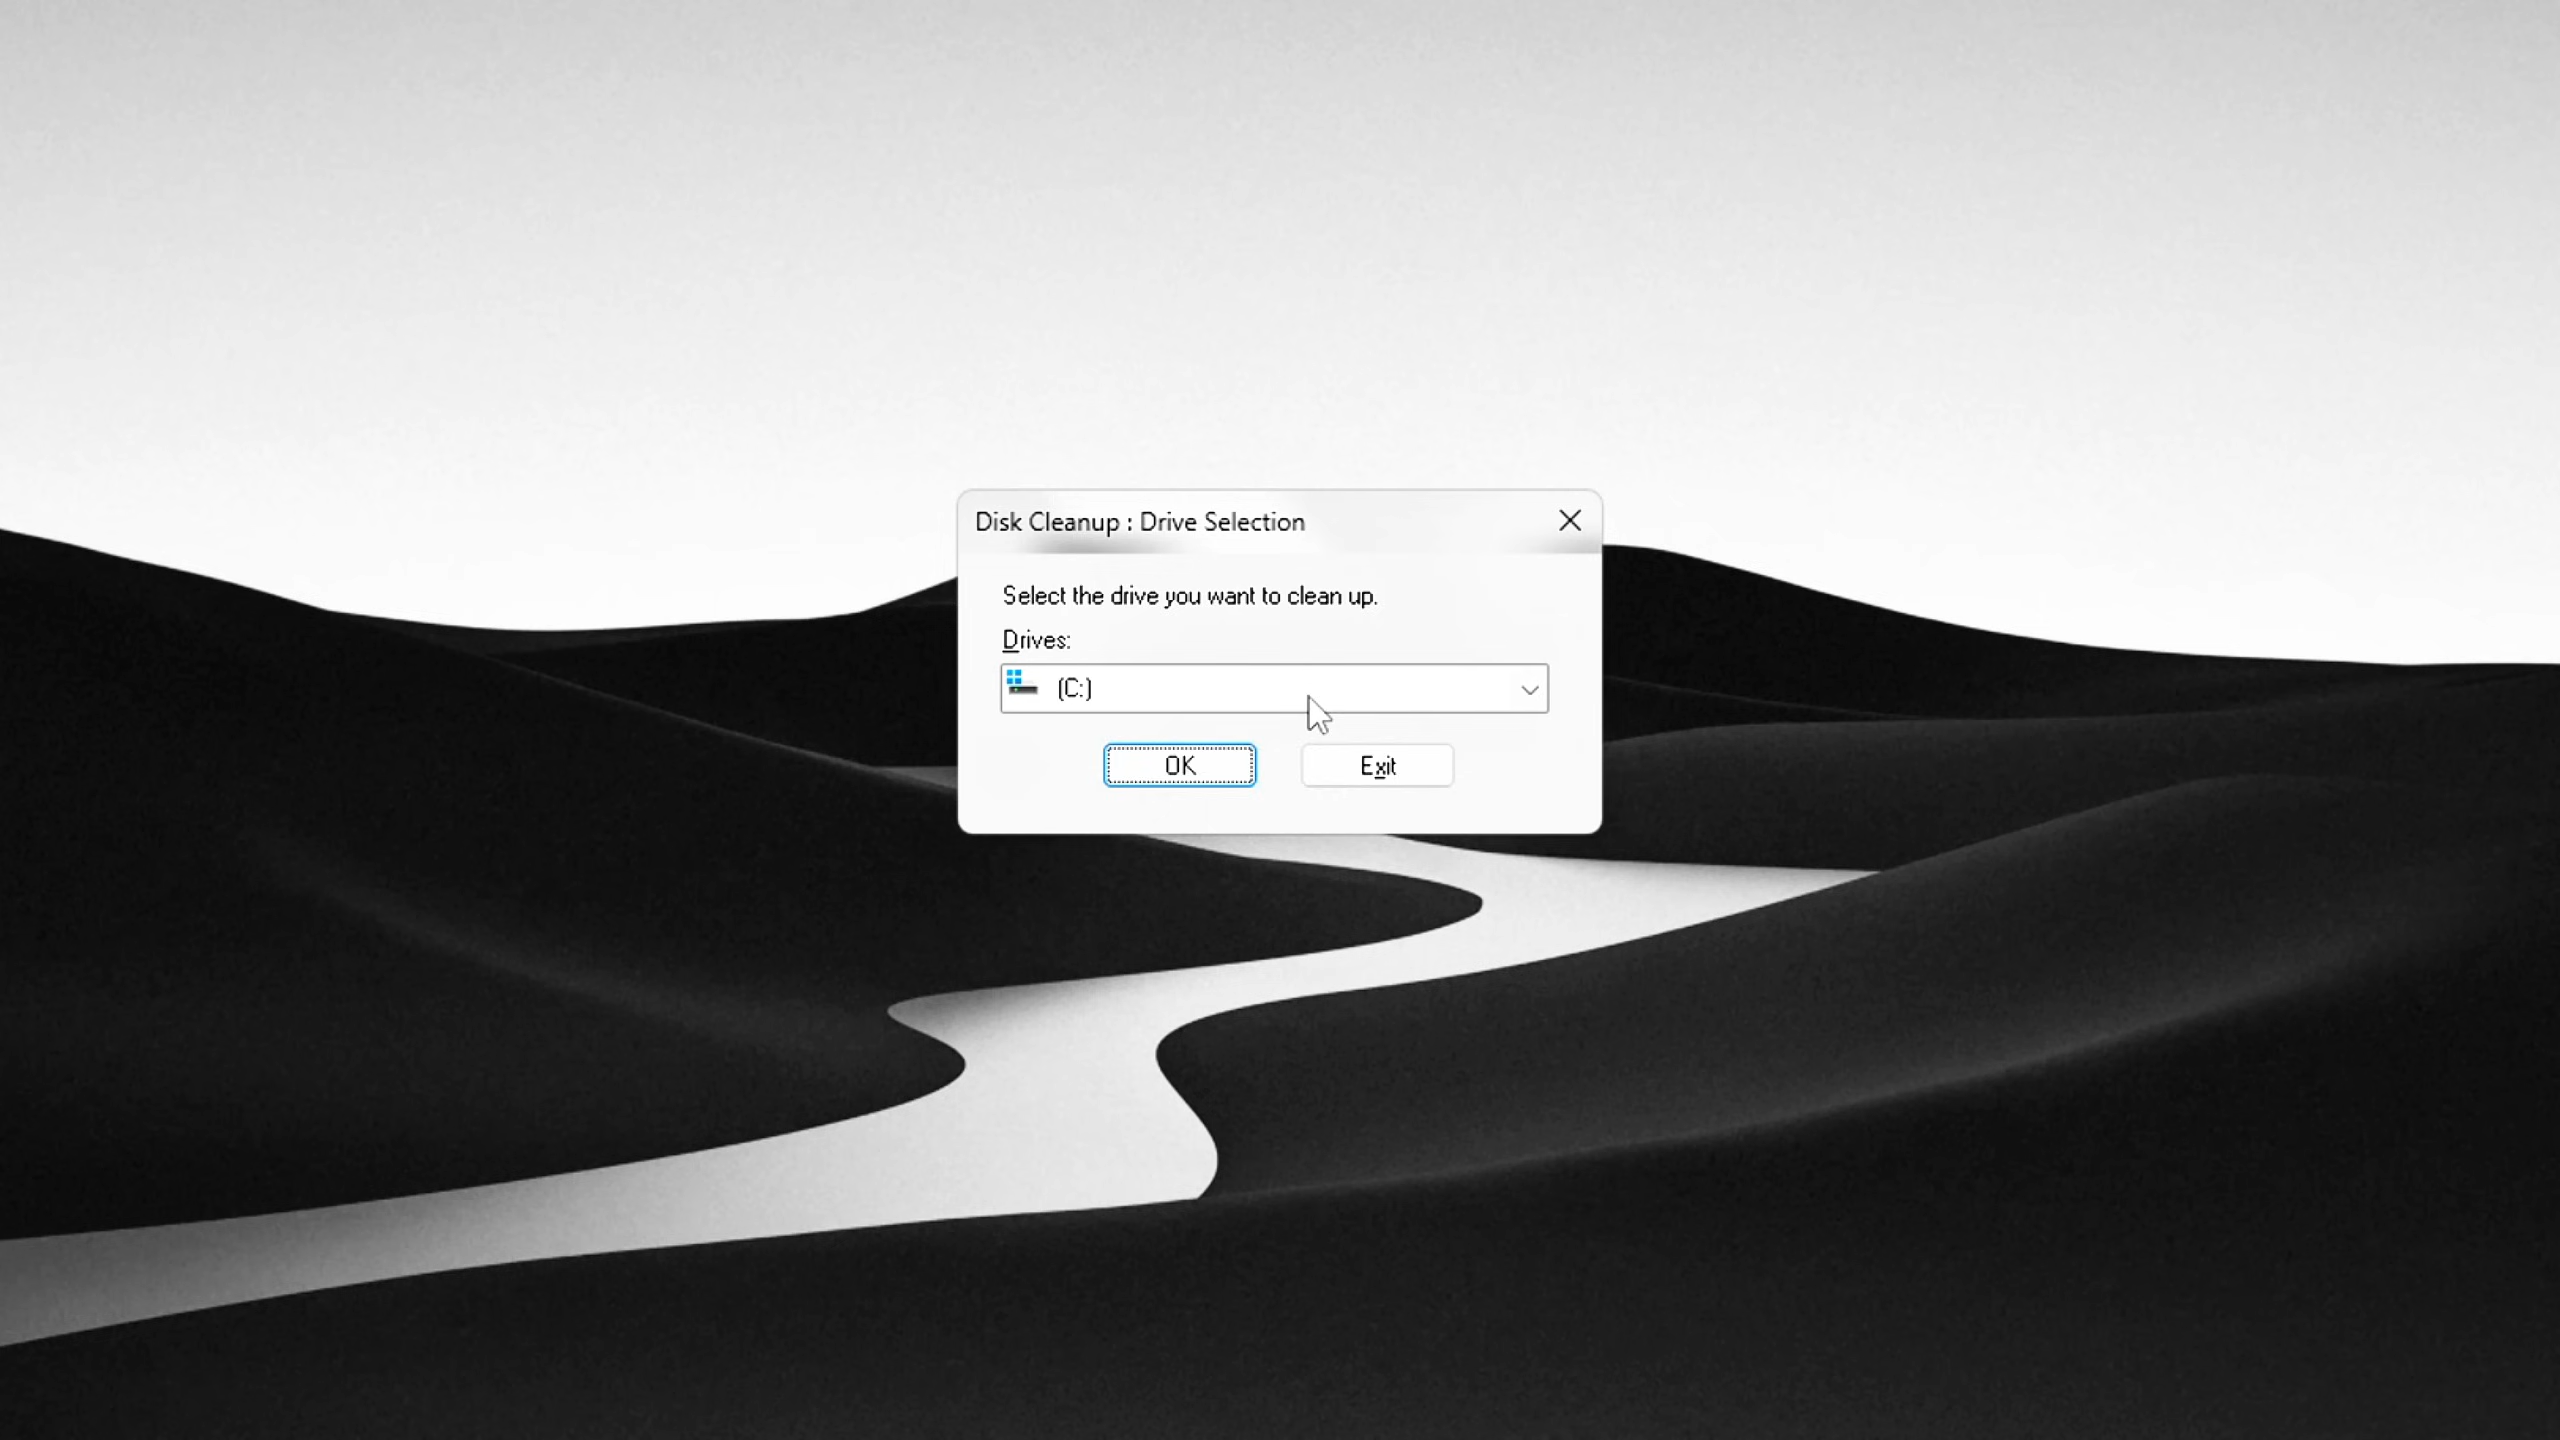 Disk Cleanup : Drive Selection
Select the drive you want to clean up.
Drives:
(C:)
OK
Exit